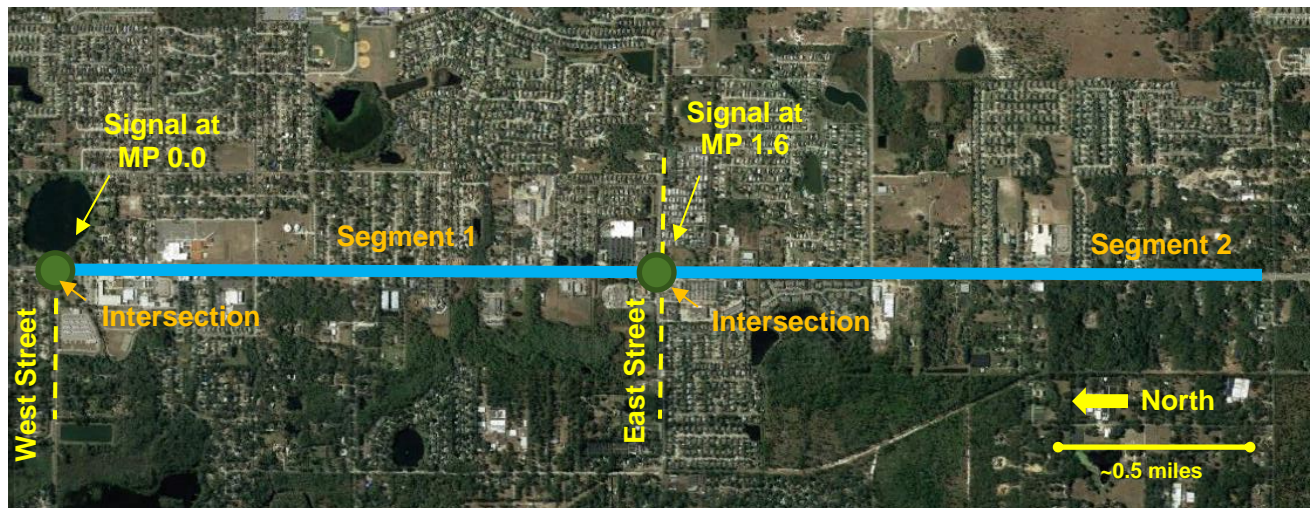 Signal at
MP 0.0
Signal at
MP 1.6
Segment 1
Segment 2
Intersection
Intersection
West Street
East Street
North
~0.5 miles